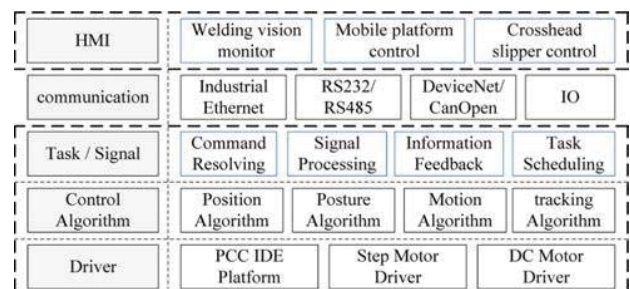 HMI
Welding vision
monitor
Mobile platform
control
Crosshead
slipper control
communication
Industrial
Ethernet
RS232/
RS485
DeviceNet/
CanOpen
IO
Task / Signal
Command
Resolving
Signal
Processing
Information
Feedback
Task
Scheduling
Control
Algorithm
Position
Algorithm
Posture
Algorithm
Motion
Algorithm
tracking
Algorithm
Driver
PCC IDE
Platform
Step Motor
Driver
DC Motor
Driver